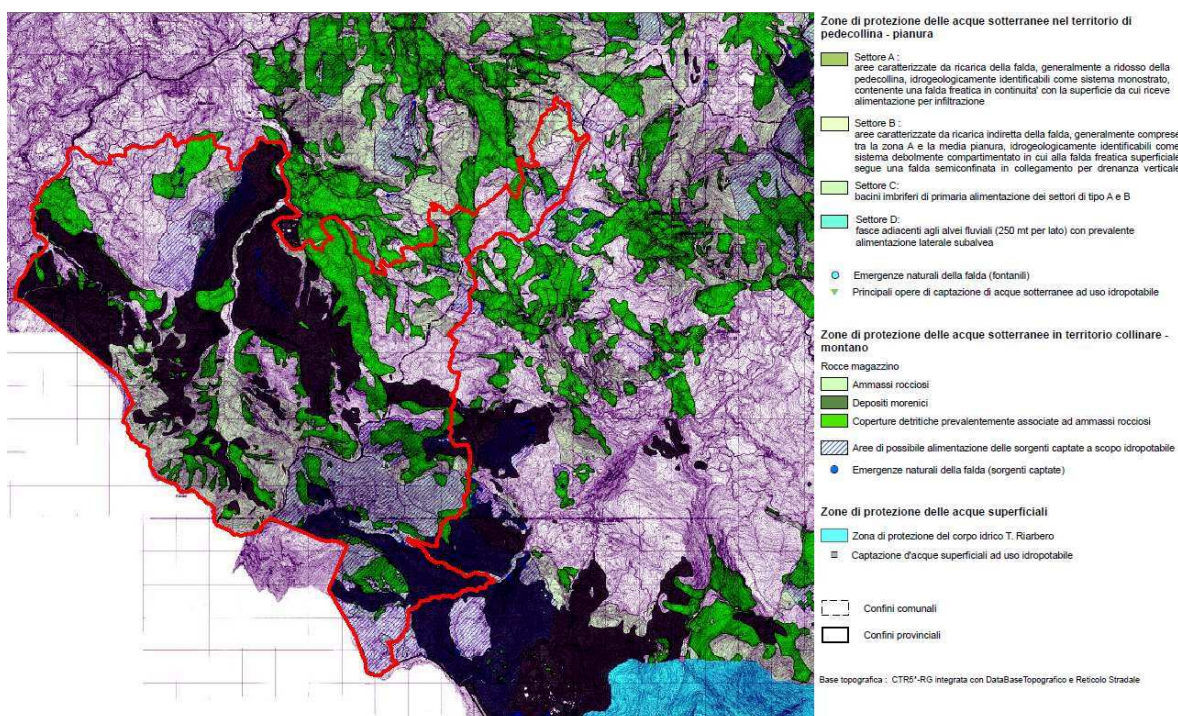 Zone di protezione delle acque sotterranee nel territorio di
pedecollina - pianura
Settore A :
aree caratterizzate da ricarica della falda, generalmente a ridosso della
pedecollina, idrogeologicamente identificabili come sistema monostrato,
contenente una falda freatica in continuita' con la superficie da cui riceve
alimentazione per infiltrazione
Settore B :
aree caratterizzate da ricarica indiretta della falda, generalmente comprese
tra la zona A e la media pianura, idrogeologicamente identificabili come
sistema debolmente compartimentato in cui alla falda freatica superficiale
segue una falda semiconfinata in collegamento per drenanza verticale
Settore C:
bacini imbriferi di primaria alimentazione dei settori di tipo A e B
Settore D:
fasce adiacenti agli alvei fluviali (250 mt per lato) con prevalente
alimentazione laterale subalvea
Emergenze naturali della falda (fontanili)
Principali opere di captazione di acque sotterranee ad uso idropotabile
Zone di protezione delle acque sotterranee in territorio collinare -
montano
Rocce magazzino
Ammassi rocciosi
Depositi morenici
Coperture detritiche prevalentemente associate ad ammassi rocciosi
Aree di possibile alimentazione delle sorgenti captate a scopo idropotabile
Emergenze naturali della falda (sorgenti captate)
Zone di protezione delle acque superficiali
Zona di protezione del corpo idrico T. Riarbero
Captazione d'acque superficiali ad uso idropotabile
Confini comunali
Confini provinciali
Base topografica : CTR5*-RG integrata con DataBaseTopografico e Reticolo Stradale